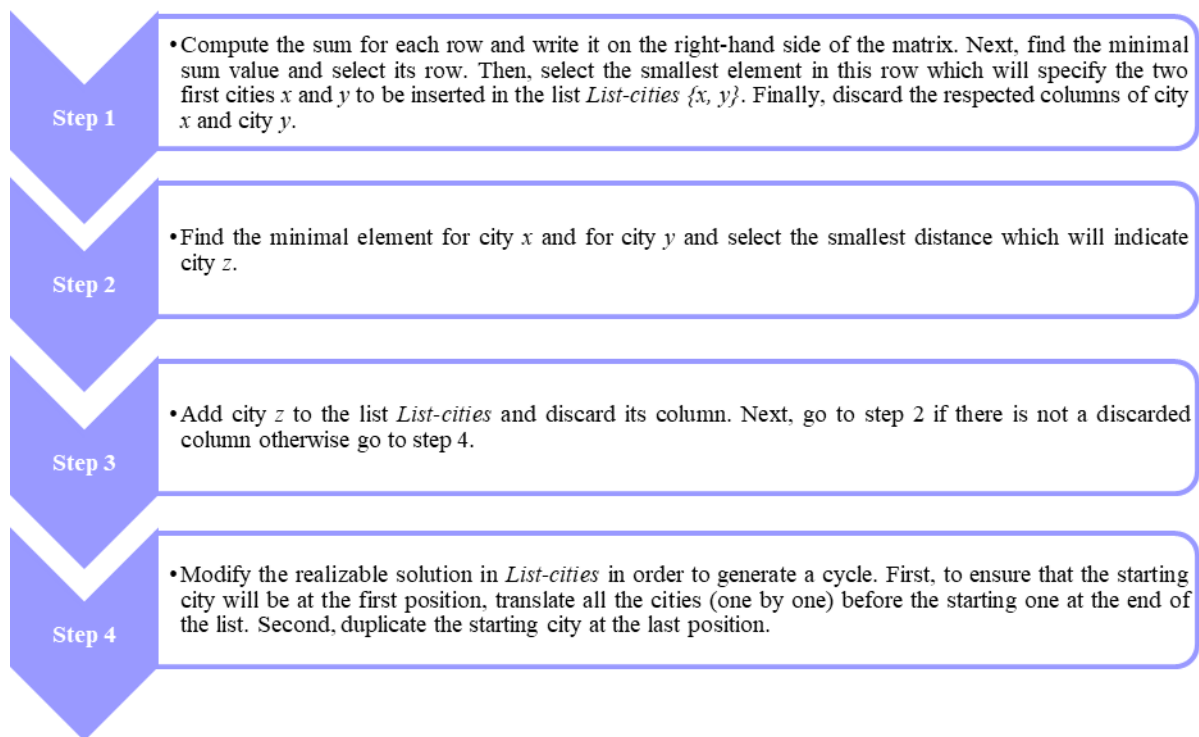 Step 1
•Compute the sum for each row and write it on the right-hand side of the matrix. Next, find the minimal
sum value and select its row. Then, select the smallest element in this row which will specify the two
first cities x and y to be inserted in the list List-cities {x, y}. Finally, discard the respected columns of city
x and city y.
Step 2
•Find the minimal element for city x and for city y and select the smallest distance which will indicate
city z.
Step 3
•Add city z to the list List-cities and discard its column. Next, go to step 2 if there is not a discarded
column otherwise go to step 4.
Step 4
•Modify the realizable solution in List-cities in order to generate a cycle. First, to ensure that the starting
city will be at the first position, translate all the cities (one by one) before the starting one at the end of
the list. Second, duplicate the starting city at the last position.